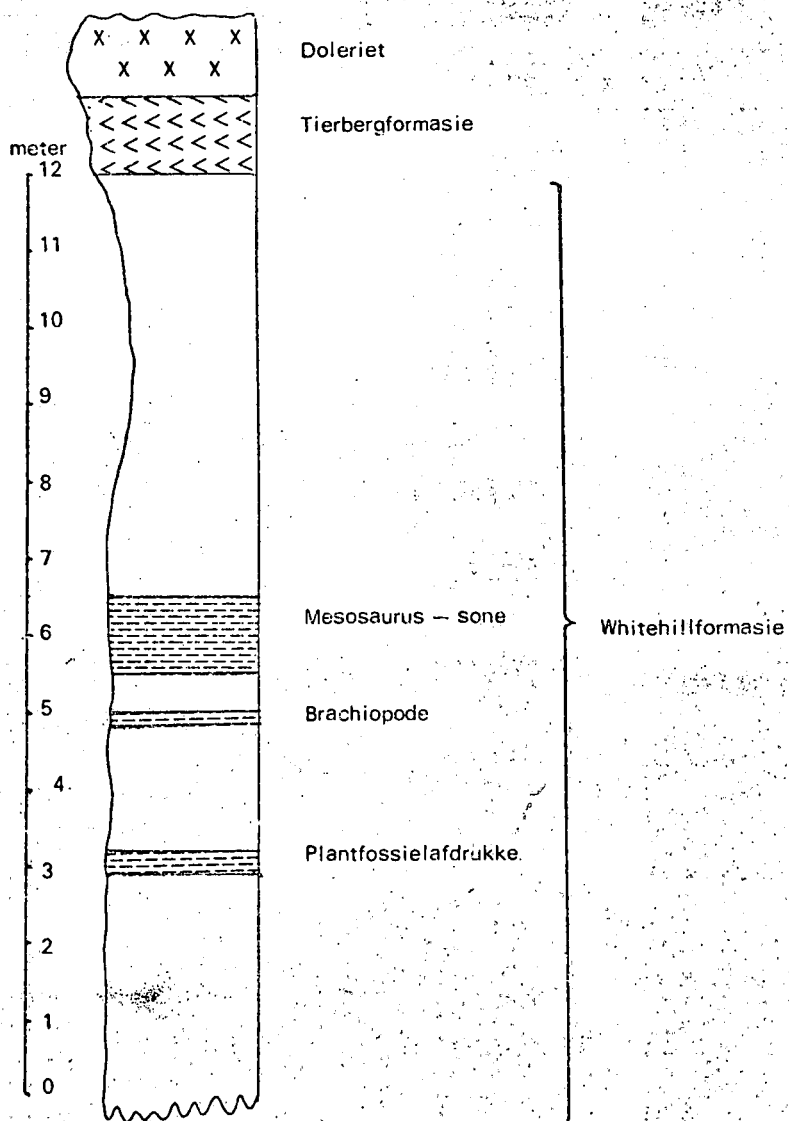 Doleriet
Tierbergformasie
meter
12
11
10
9
8
7
6
5
4
3
2
1
0
Mesosaurus – sone
Brachiopode
Plantfossielafdrukke.
Whitehillformasie